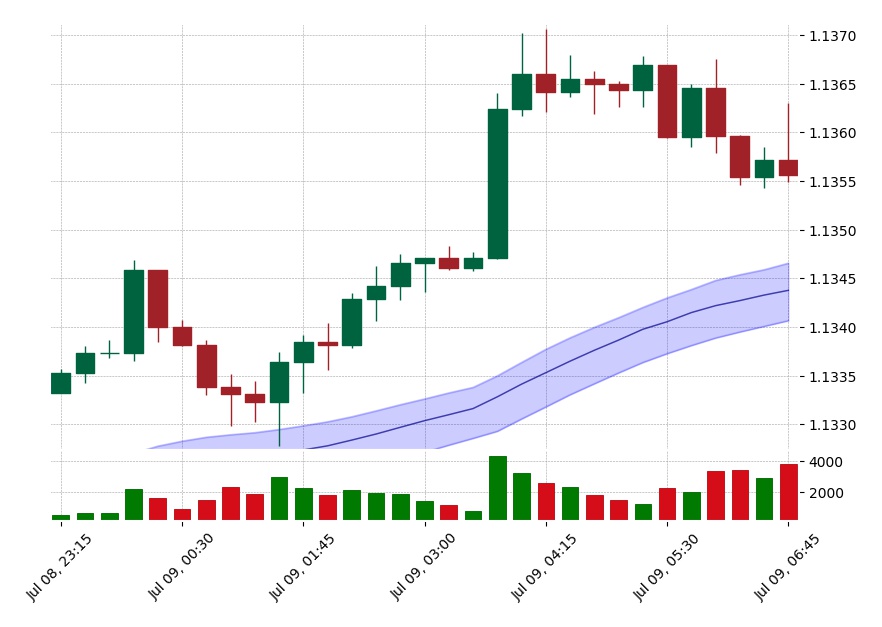 1.1370
1.1365
1.1360
1.1355
1.1350
1.1345
1.1340
1.1335
1.1330
4000
2000
Jul 08, 23:15
Jul 09, 00:30
Jul 09, 01:45
Jul 09, 03:00
Jul 09, 04:15
Jul 09, 05:30
Jul 09, 06:45